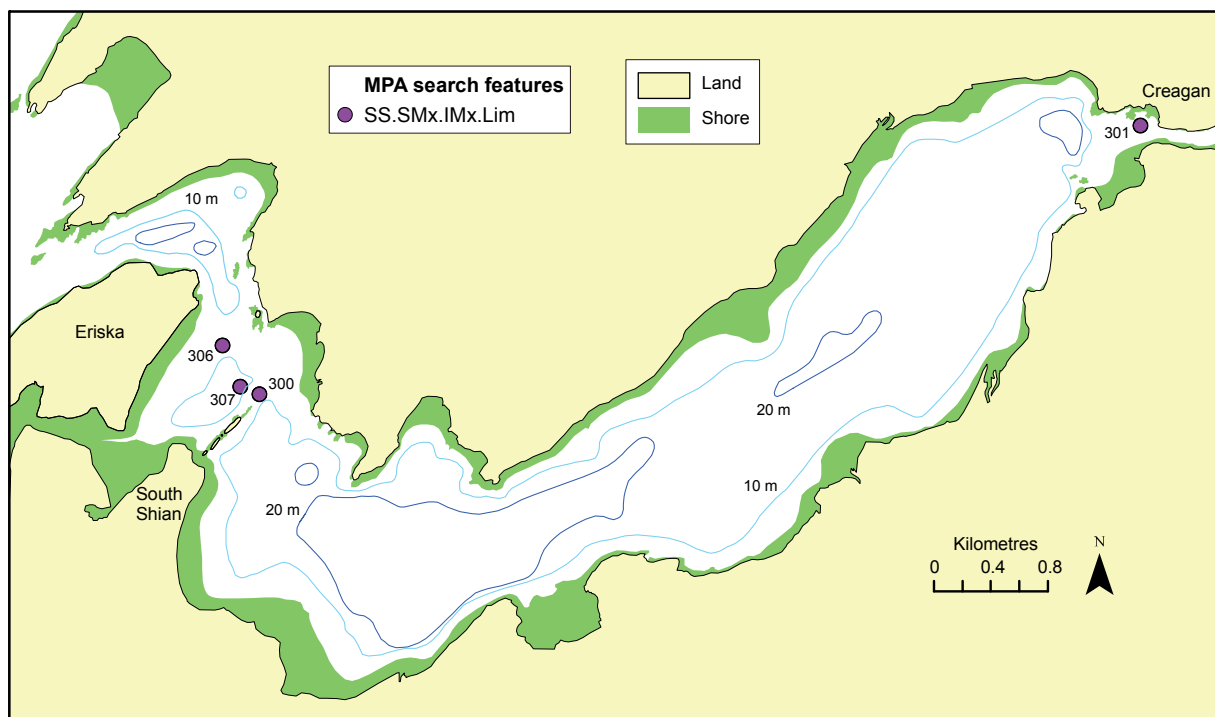 MPA search features
SS.SMx.IMx.Lim
Land
Shore
Creagan
301
10 m
Eriska
306
300
307
20 m
South
Shian
20 m
10 m
Kilometres
N
0 0.4 0.8